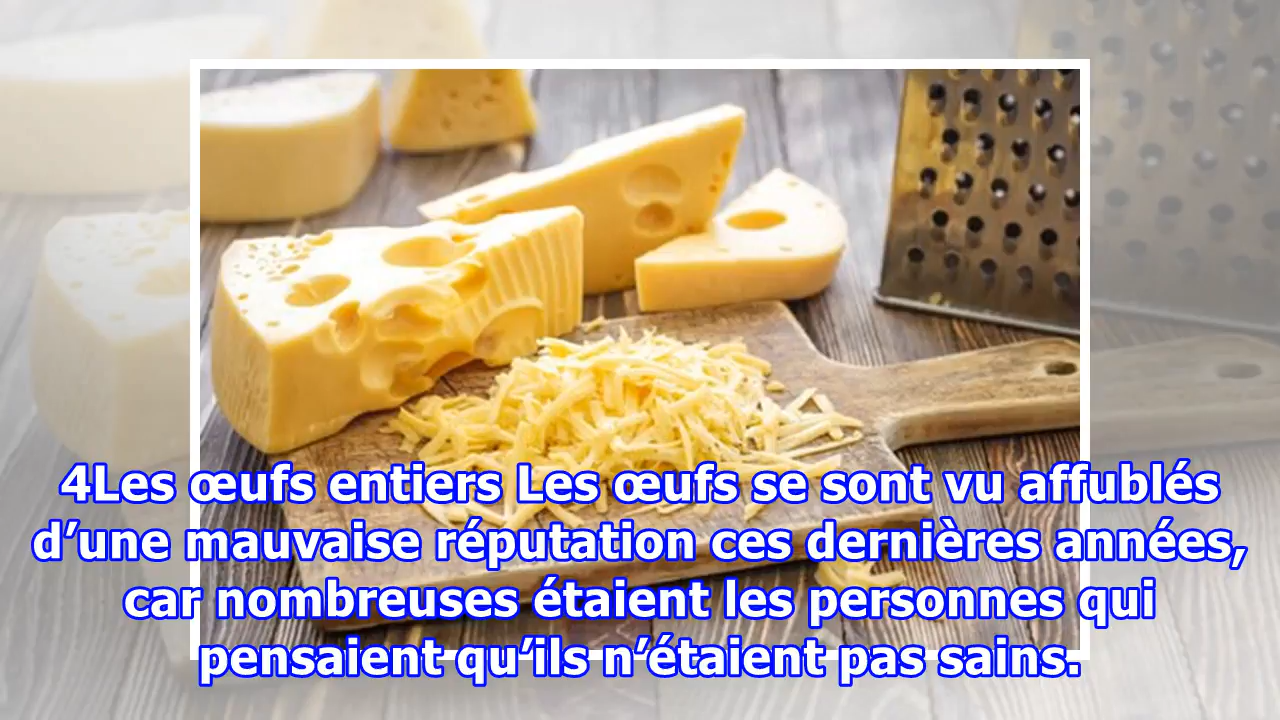 4Les œufs entiers Les œufs se sont vu affublés
d’une mauvaise réputation ces dernières années,
car nombreuses étaient les personnes qui
pensaient qu’ils n’étaient pas sains.